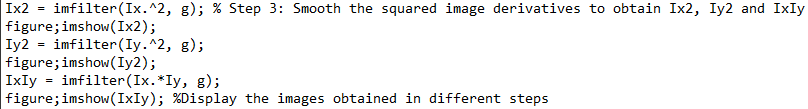 Ix2 = imfilter(Ix.^2, g); % Step 3: Smooth the squared image derivatives to obtain Ix2, Iy2 and IxIy
figure;imshow(Ix2);
Iy2 = imfilter(Iy.^2, g);
figure;imshow(Iy2);
IxIy = imfilter(Ix.*Iy, g);
figure;imshow(IxIy); %Display the images obtained in different steps